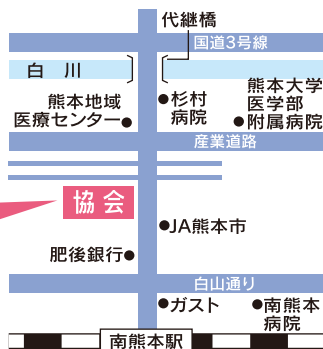 代継橋
国道3号線
白川
熊本地域
医療センター
杉村
病院
熊本大学
医学部
附属病院
産業道路
協会
JA熊本市
肥後銀行
白山通り
ガスト
南熊本
病院
南熊本駅